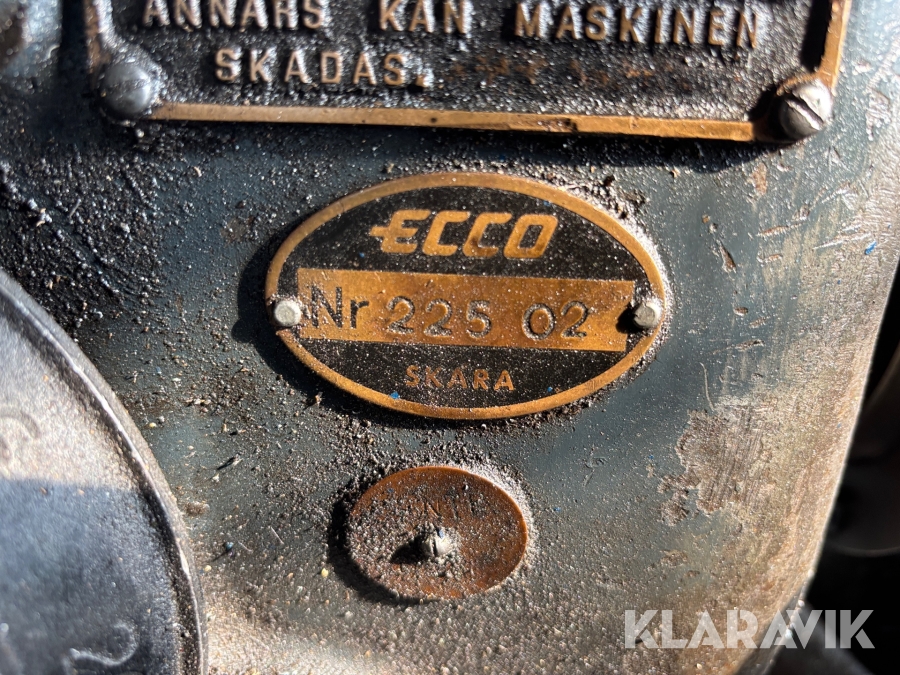 ANNARS KAN MASKINEN
SKADAS.
ECCO
Nr 225 02
SKARA
KLARAVIK